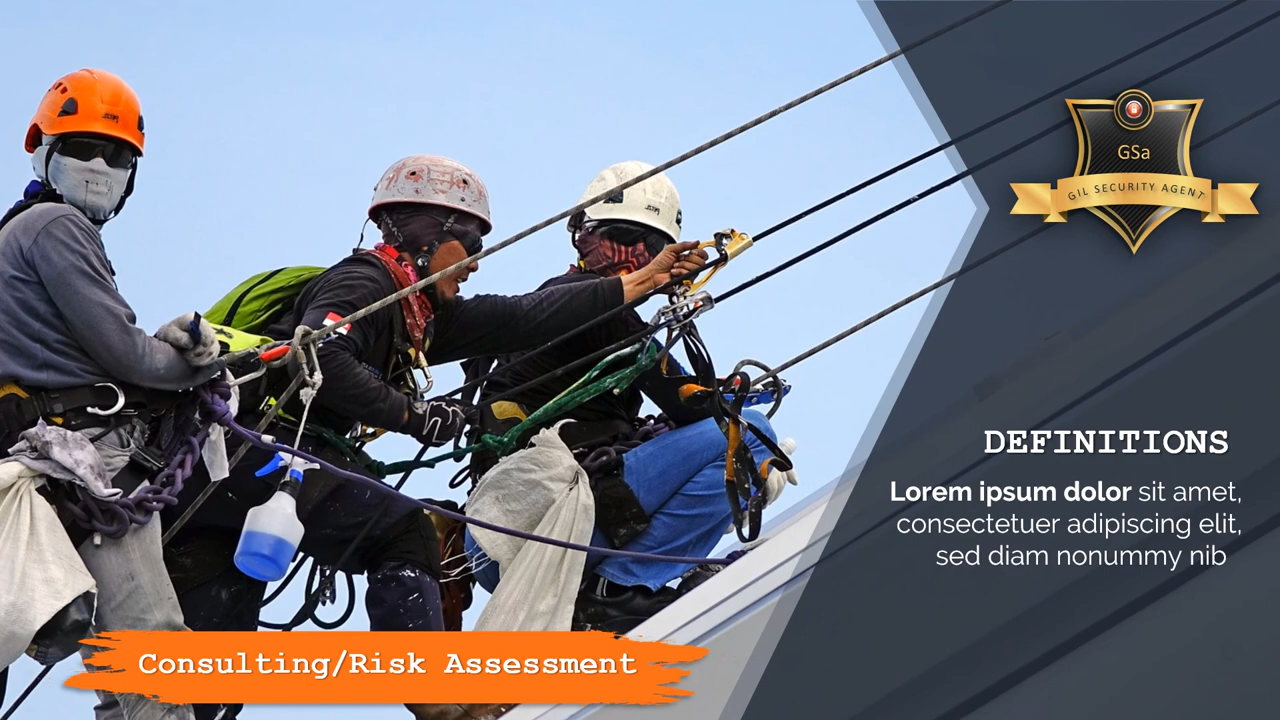 GSa
GIL SECURITY AGENT
DEFINITIONS
Lorem ipsum dolor sit amet,
consectetuer adipiscing elit,
sed diam nonummy nib
Consulting/Risk Assessment